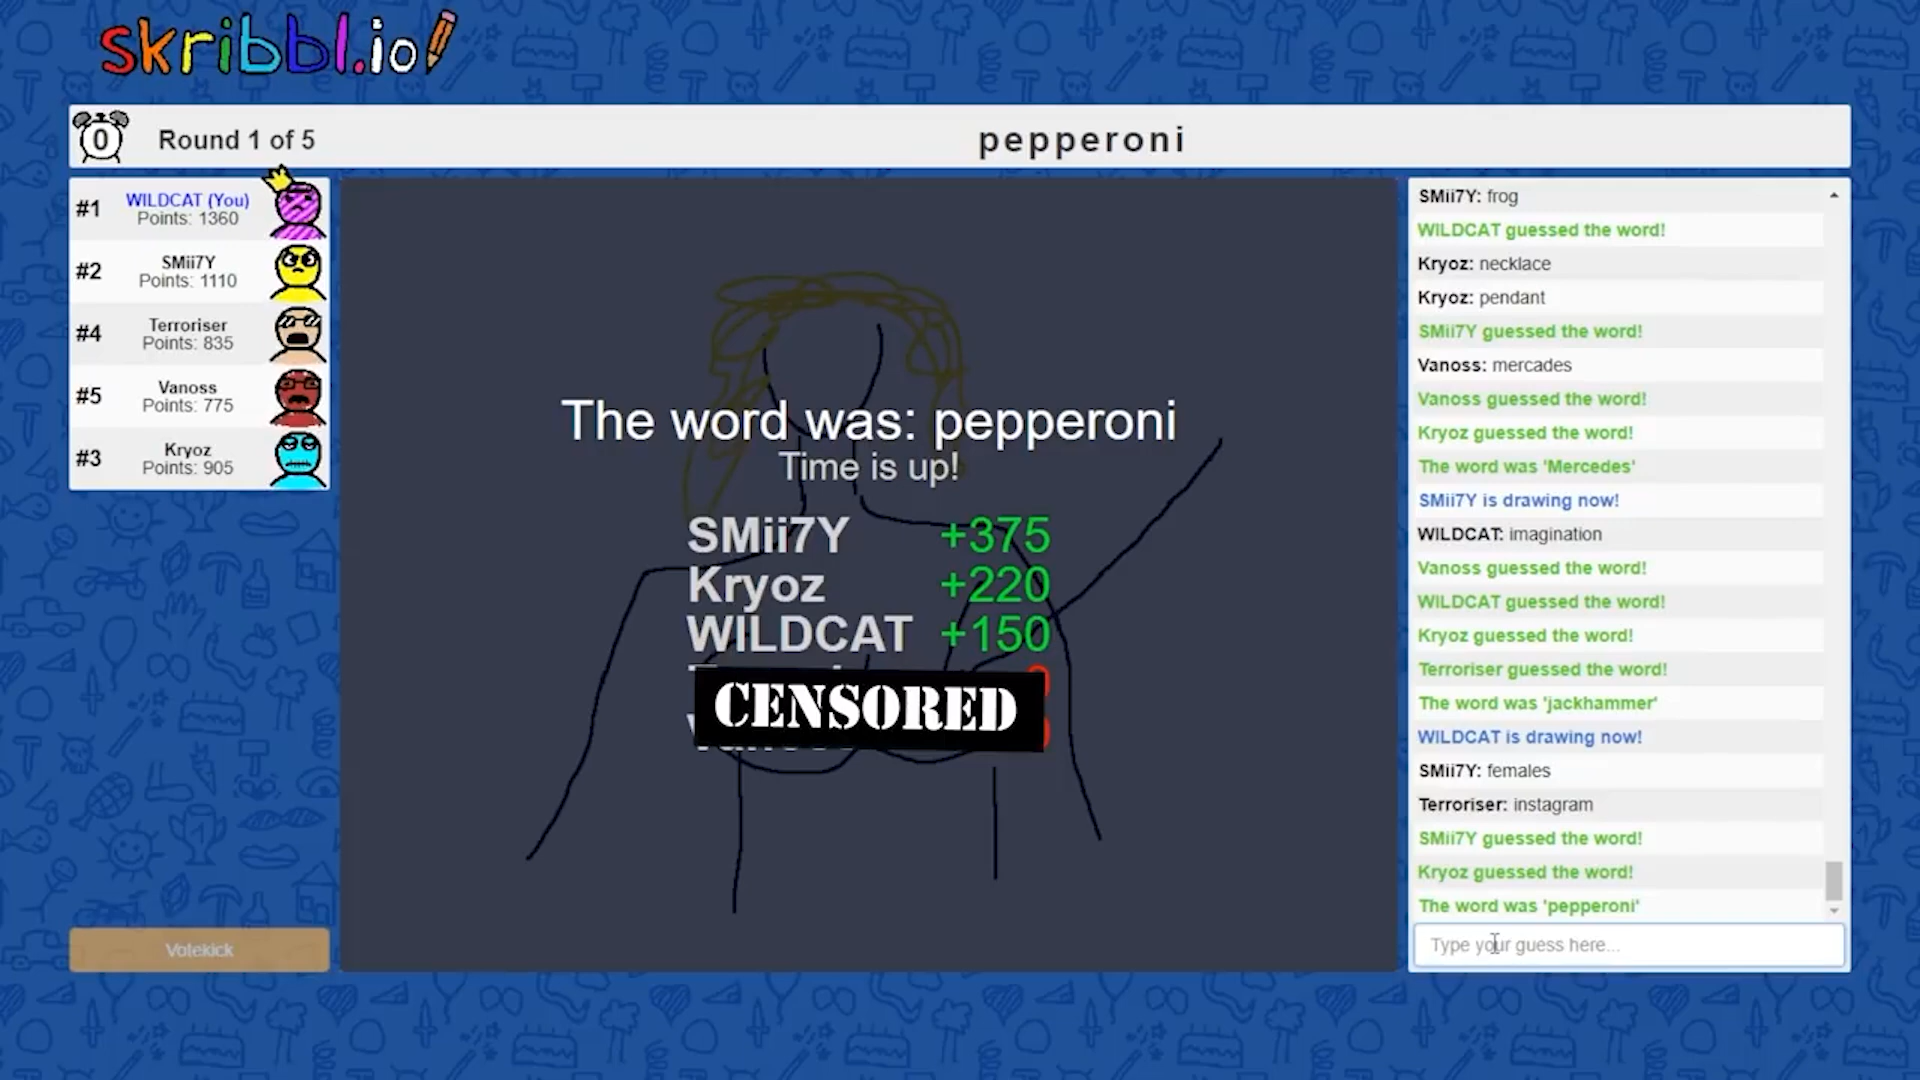 skribbl.io
0
Round 1 of 5
pepperoni
#1
WILDCAT (You)
Points: 1360
#2
SMii7Y
Points: 1110
#4
Terroriser
Points: 835
#5
Vanoss
Points: 775
#3
Kryoz
Points: 905
Votekick
The word was: pepperoni
Time is up!
SMii7Y +375
Kryoz +220
WILDCAT +150
CENSORED
SMii7Y: frog
WILDCAT guessed the word!
Kryoz: necklace
Kryoz: pendant
SMii7Y guessed the word!
Vanoss: mercades
Vanoss guessed the word!
Kryoz guessed the word!
The word was 'Mercedes'
SMii7Y is drawing now!
WILDCAT: imagination
Vanoss guessed the word!
WILDCAT guessed the word!
Kryoz guessed the word!
Terroriser guessed the word!
The word was 'jackhammer'
WILDCAT is drawing now!
SMii7Y: females
Terroriser: instagram
SMii7Y guessed the word!
Kryoz guessed the word!
The word was 'pepperoni'
Type your guess here...